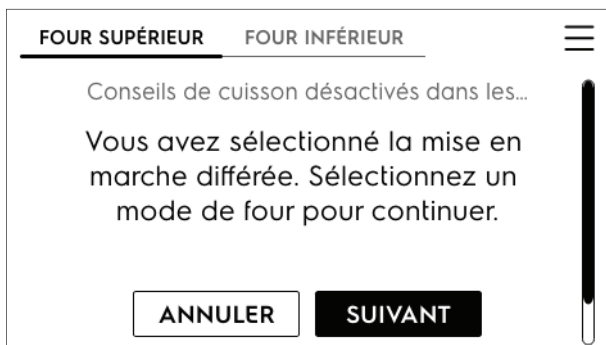 FOUR SUPÉRIEUR FOUR INFÉRIEUR
Conseils de cuisson désactivés dans les...
Vous avez sélectionné la mise en
marche différée. Sélectionnez un
mode de four pour continuer.
ANNULER SUIVANT